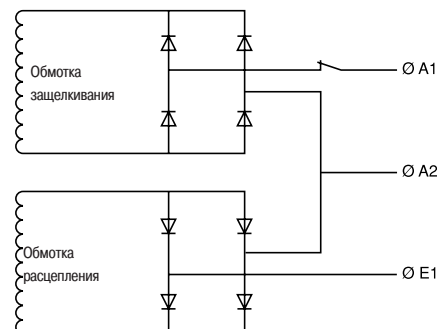 Обмотка
защелкивания
Ø A1
Ø A2
Обмотка
расцепления
Ø E1